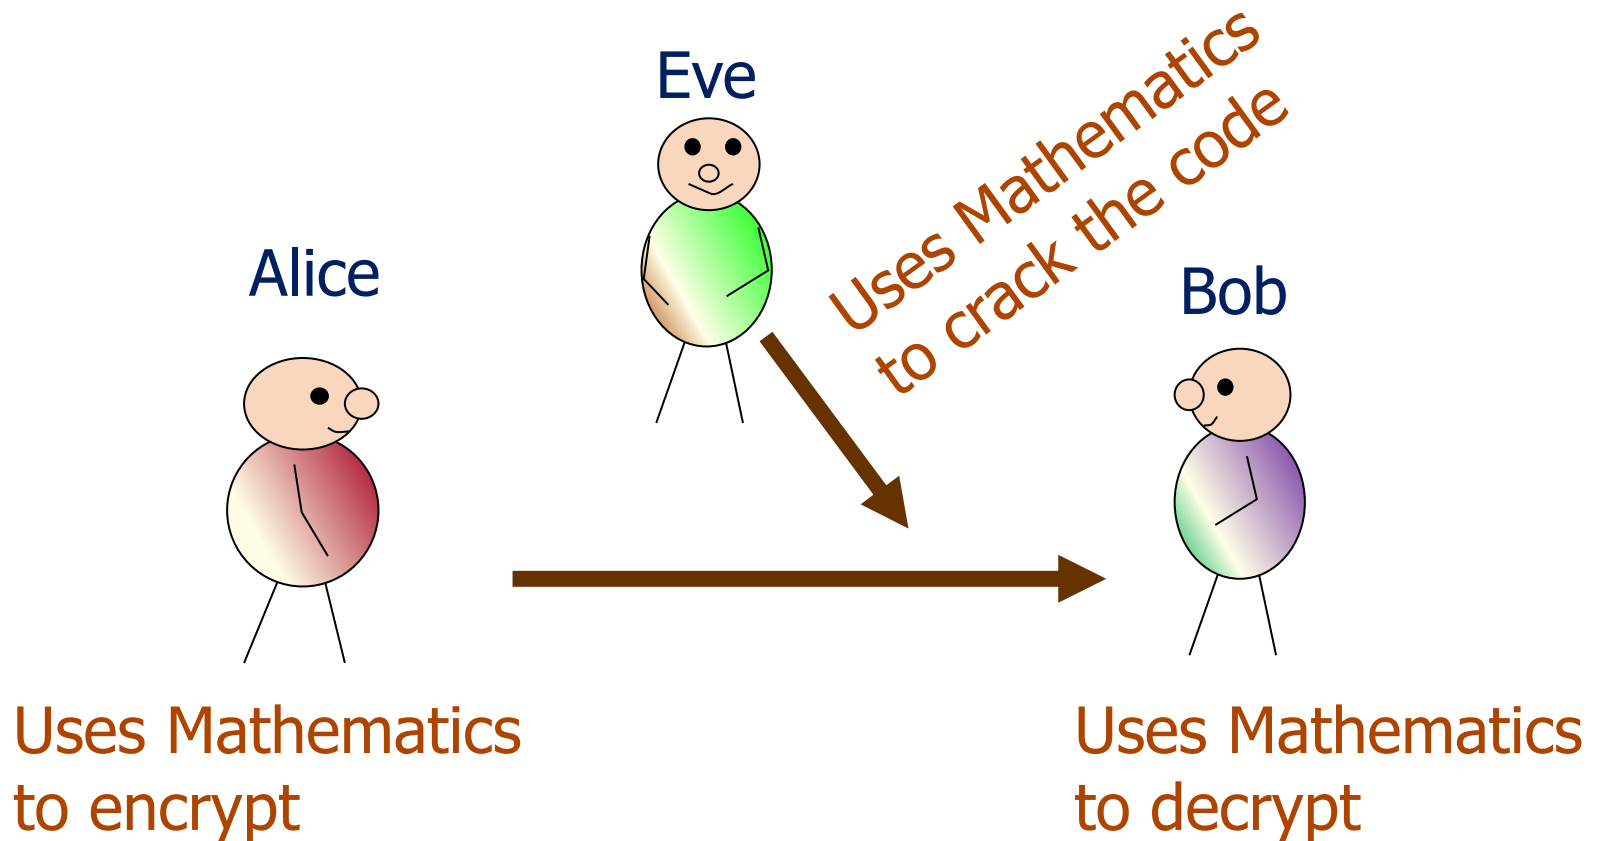 Eve
Uses Mathematics
to crack the code
Alice
Bob
Uses Mathematics
to encrypt
Uses Mathematics
to decrypt